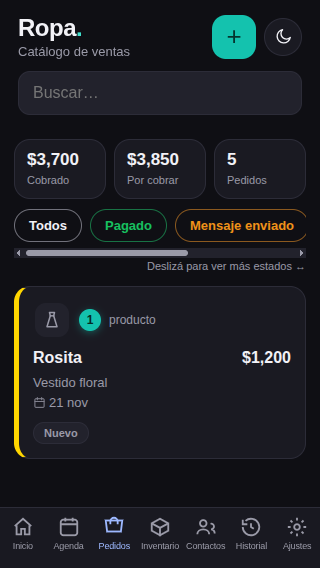 Ropa.
Catálogo de ventas
Buscar…
$3,700
Cobrado
$3,850
Por cobrar
5
Pedidos
Todos
Pagado
Mensaje enviado
Deslizá para ver más estados ↔
1 producto
Rosita
$1,200
Vestido floral
21 nov
Nuevo
Inicio
Agenda
Pedidos
Inventario
Contactos
Historial
Ajustes